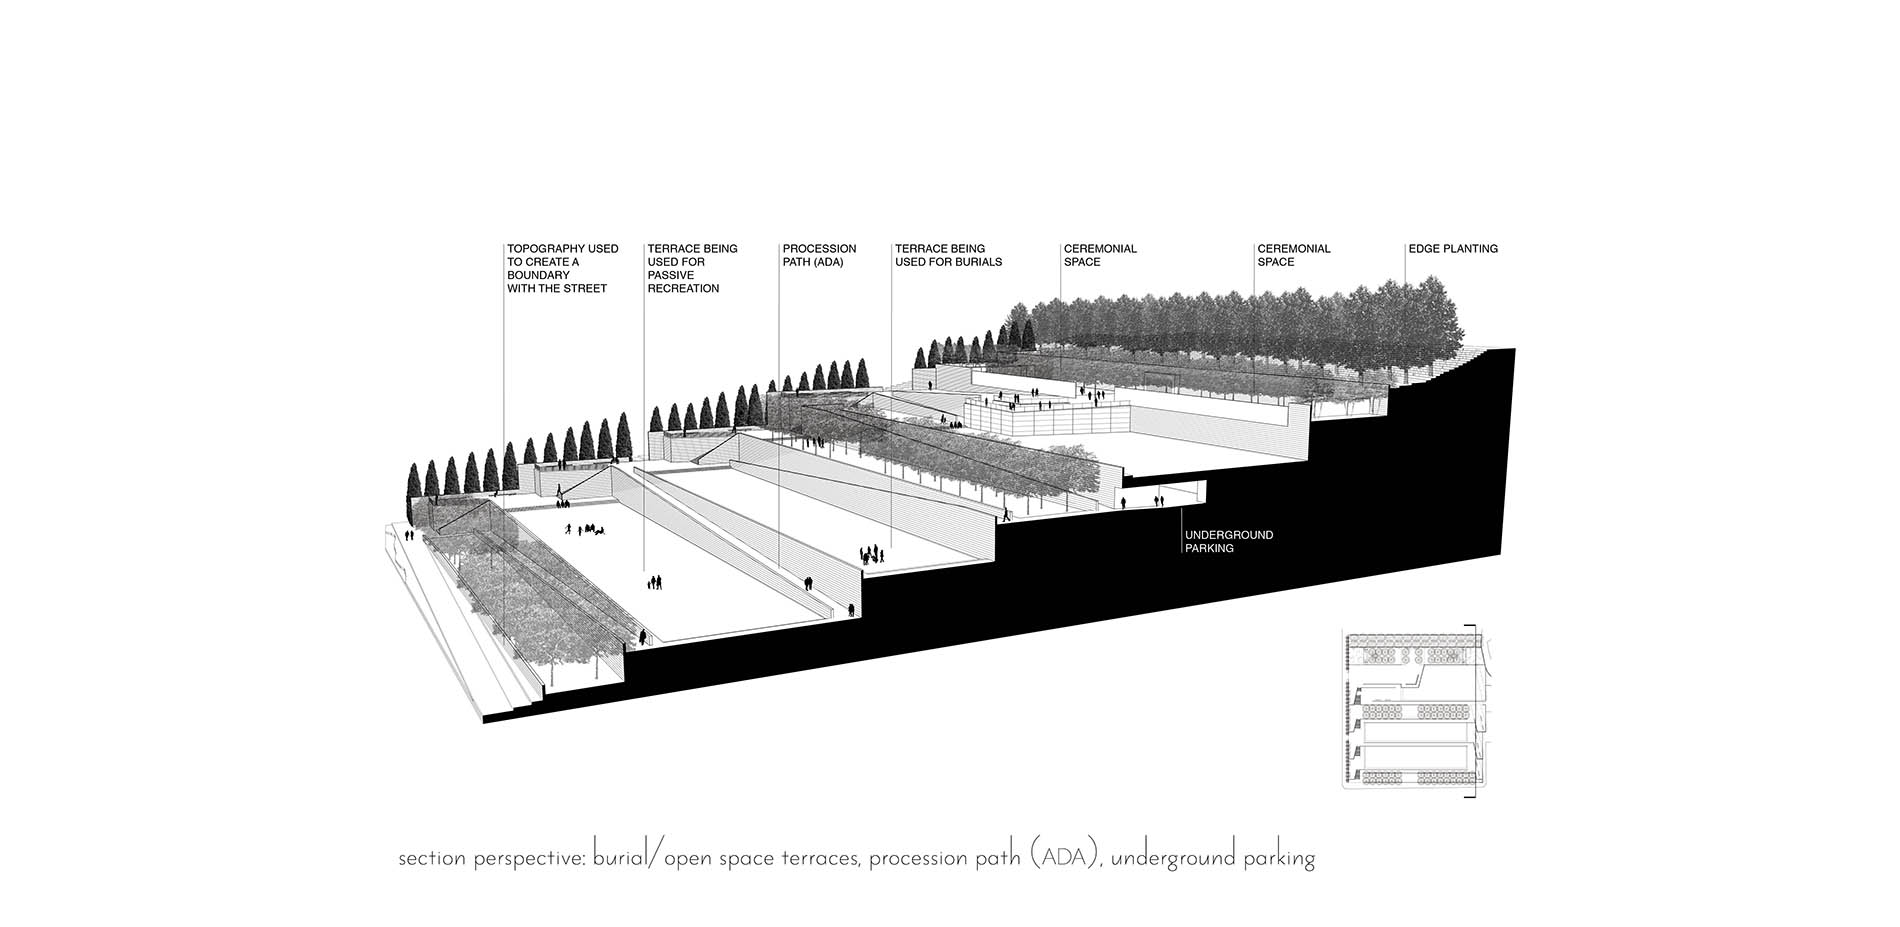 TOPOGRAPHY USED
TO CREATE A
BOUNDARY
WITH THE STREET
TERRACE BEING
USED FOR
PASSIVE
RECREATION
PROCESSION
PATH (ADA)
TERRACE BEING
USED FOR BURIALS
CEREMONIAL
SPACE
CEREMONIAL
SPACE
EDGE PLANTING
UNDERGROUND
PARKING
section perspective: burial/open space terraces, procession path (ADA), underground parking